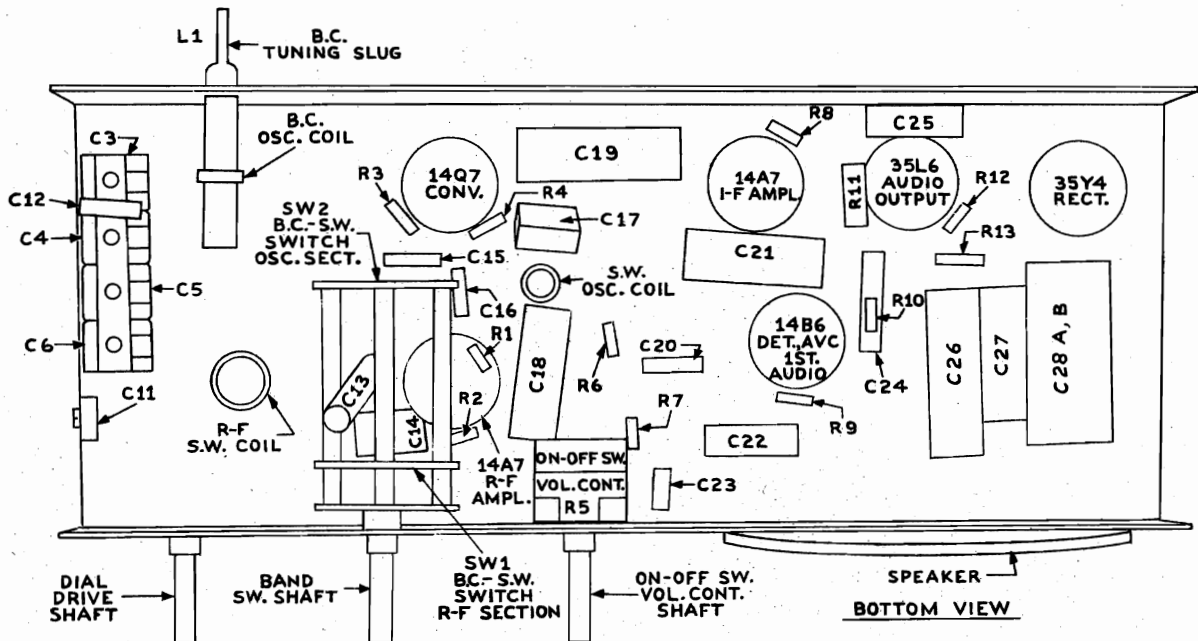 L1
B.C.
TUNING SLUG
C3
B.C.
OSC. COIL
C12
C4
C5
C6
C11
R-F
S.W. COIL
R3
14Q7
CONV.
R4
C19
C17
SW2
B.C.-S.W.
SWITCH
OSC. SECT.
C15
C16
S.W.
OSC. COIL
R1
C13
C14
R2
14A7
R-F
AMPL.
C18
R6
C20
R7
ON-OFF SW.
VOL. CONT.
R5
C23
C22
R8
14A7
I-F AMPL.
C21
14B6
DET., AVC
1ST.
AUDIO
R9
C25
R11
35L6
AUDIO
OUTPUT
R12
R13
R10
C24
35Y4
RECT.
C26
C27
C28 A, B
DIAL
DRIVE
SHAFT
BAND
SW. SHAFT
SW1
B.C.-S.W.
SWITCH
R-F SECTION
ON-OFF SW.
VOL. CONT.
SHAFT
SPEAKER
BOTTOM VIEW